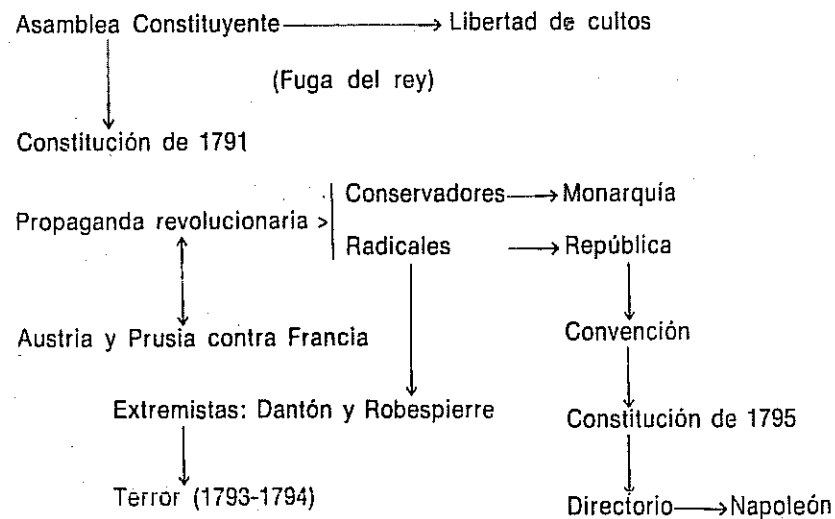 Asamblea Constituyente → Libertad de cultos
(Fuga del rey)
Constitución de 1791
Conservadores → Monarquía
Propaganda revolucionaria >
Radicales → República
Austria y Prusia contra Francia
Convención
Extremistas: Dantón y Robespierre
Constitución de 1795
Terror (1793-1794)
Directorio → Napoleón